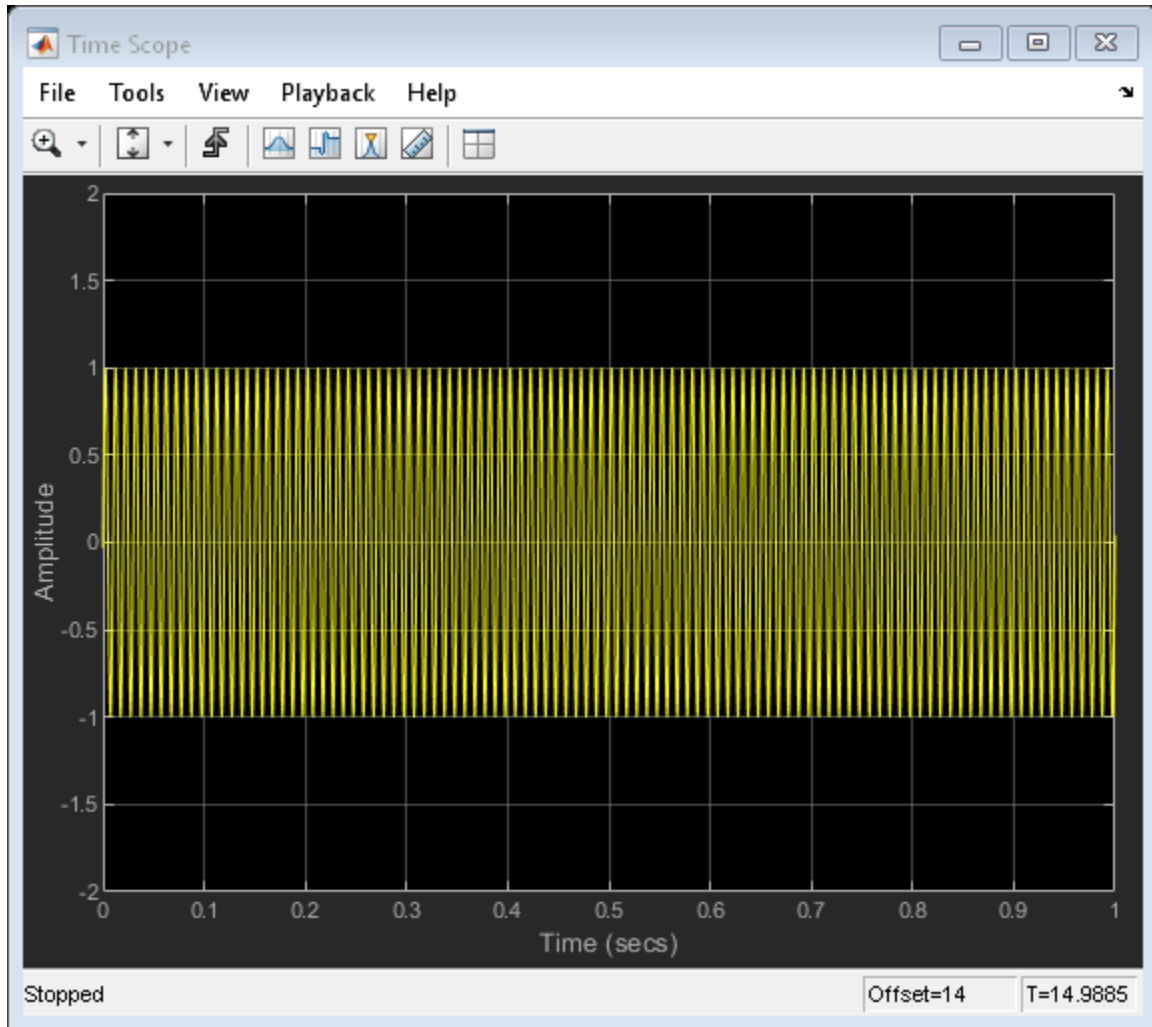 Time Scope
File Tools View Playback Help
2
1.5
1
0.5
0
-0.5
-1
-1.5
-2
Amplitude
0 0.1 0.2 0.3 0.4 0.5 0.6 0.7 0.8 0.9 1
Time (secs)
Stopped Offset=14 T=14.9885